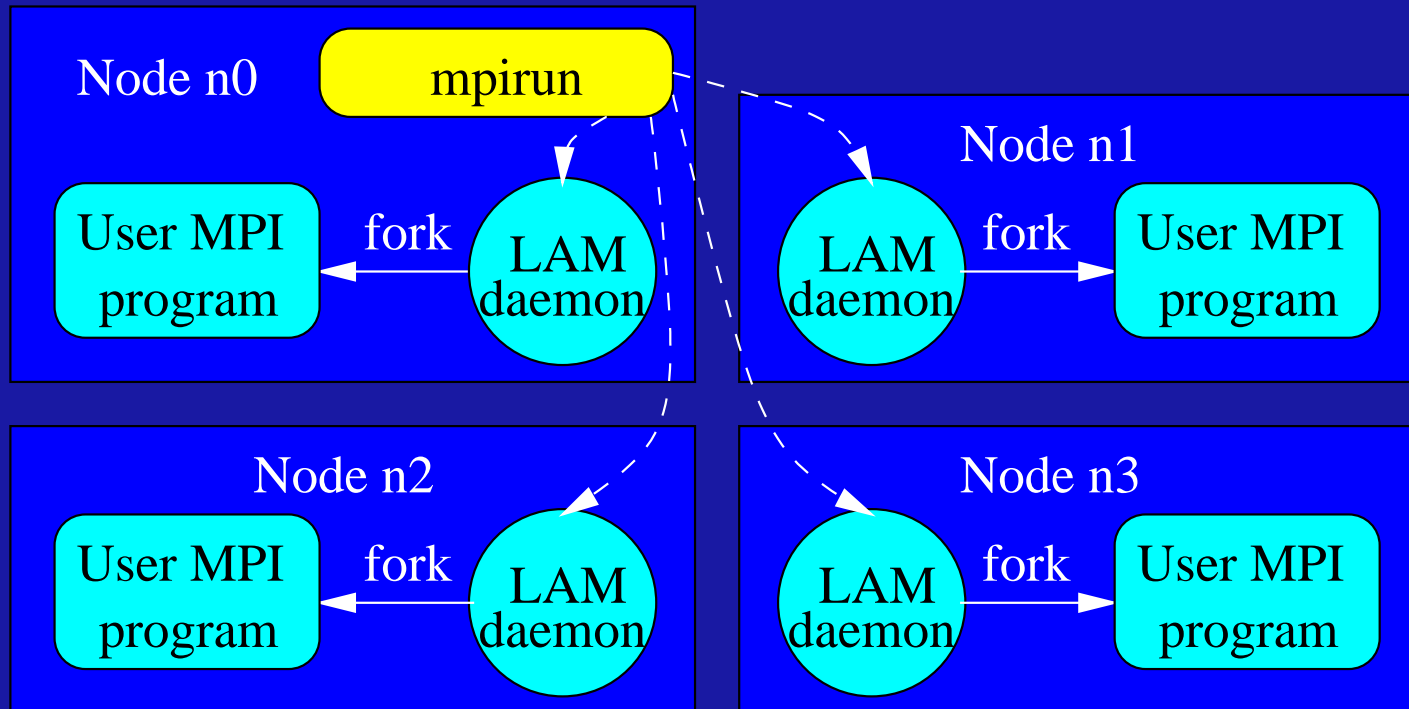 Node n0
mpirun
User MPI
program
fork
LAM
daemon
Node n1
LAM
daemon
fork
User MPI
program
Node n2
User MPI
program
fork
LAM
daemon
Node n3
LAM
daemon
fork
User MPI
program